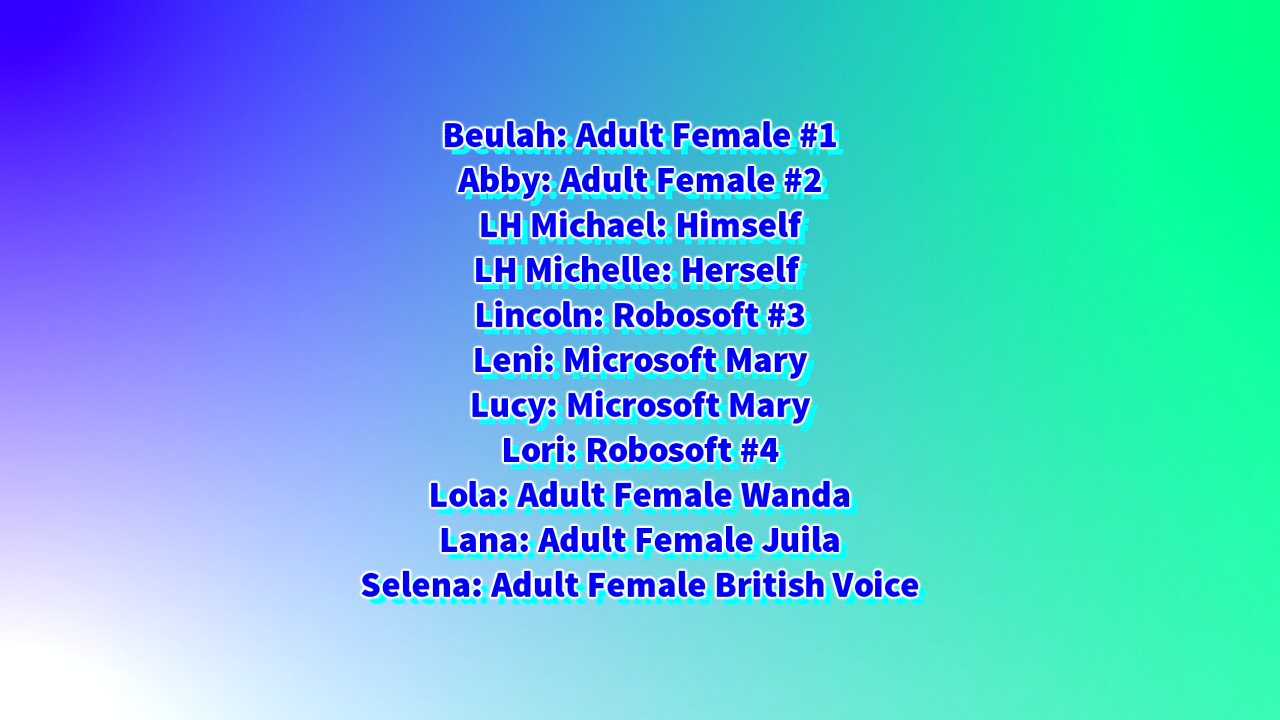 Beulah: Adult Female #1
Abby: Adult Female #2
LH Michael: Himself
LH Michelle: Herself
Lincoln: Robosoft #3
Leni: Microsoft Mary
Lucy: Microsoft Mary
Lori: Robosoft #4
Lola: Adult Female Wanda
Lana: Adult Female Juila
Selena: Adult Female British Voice